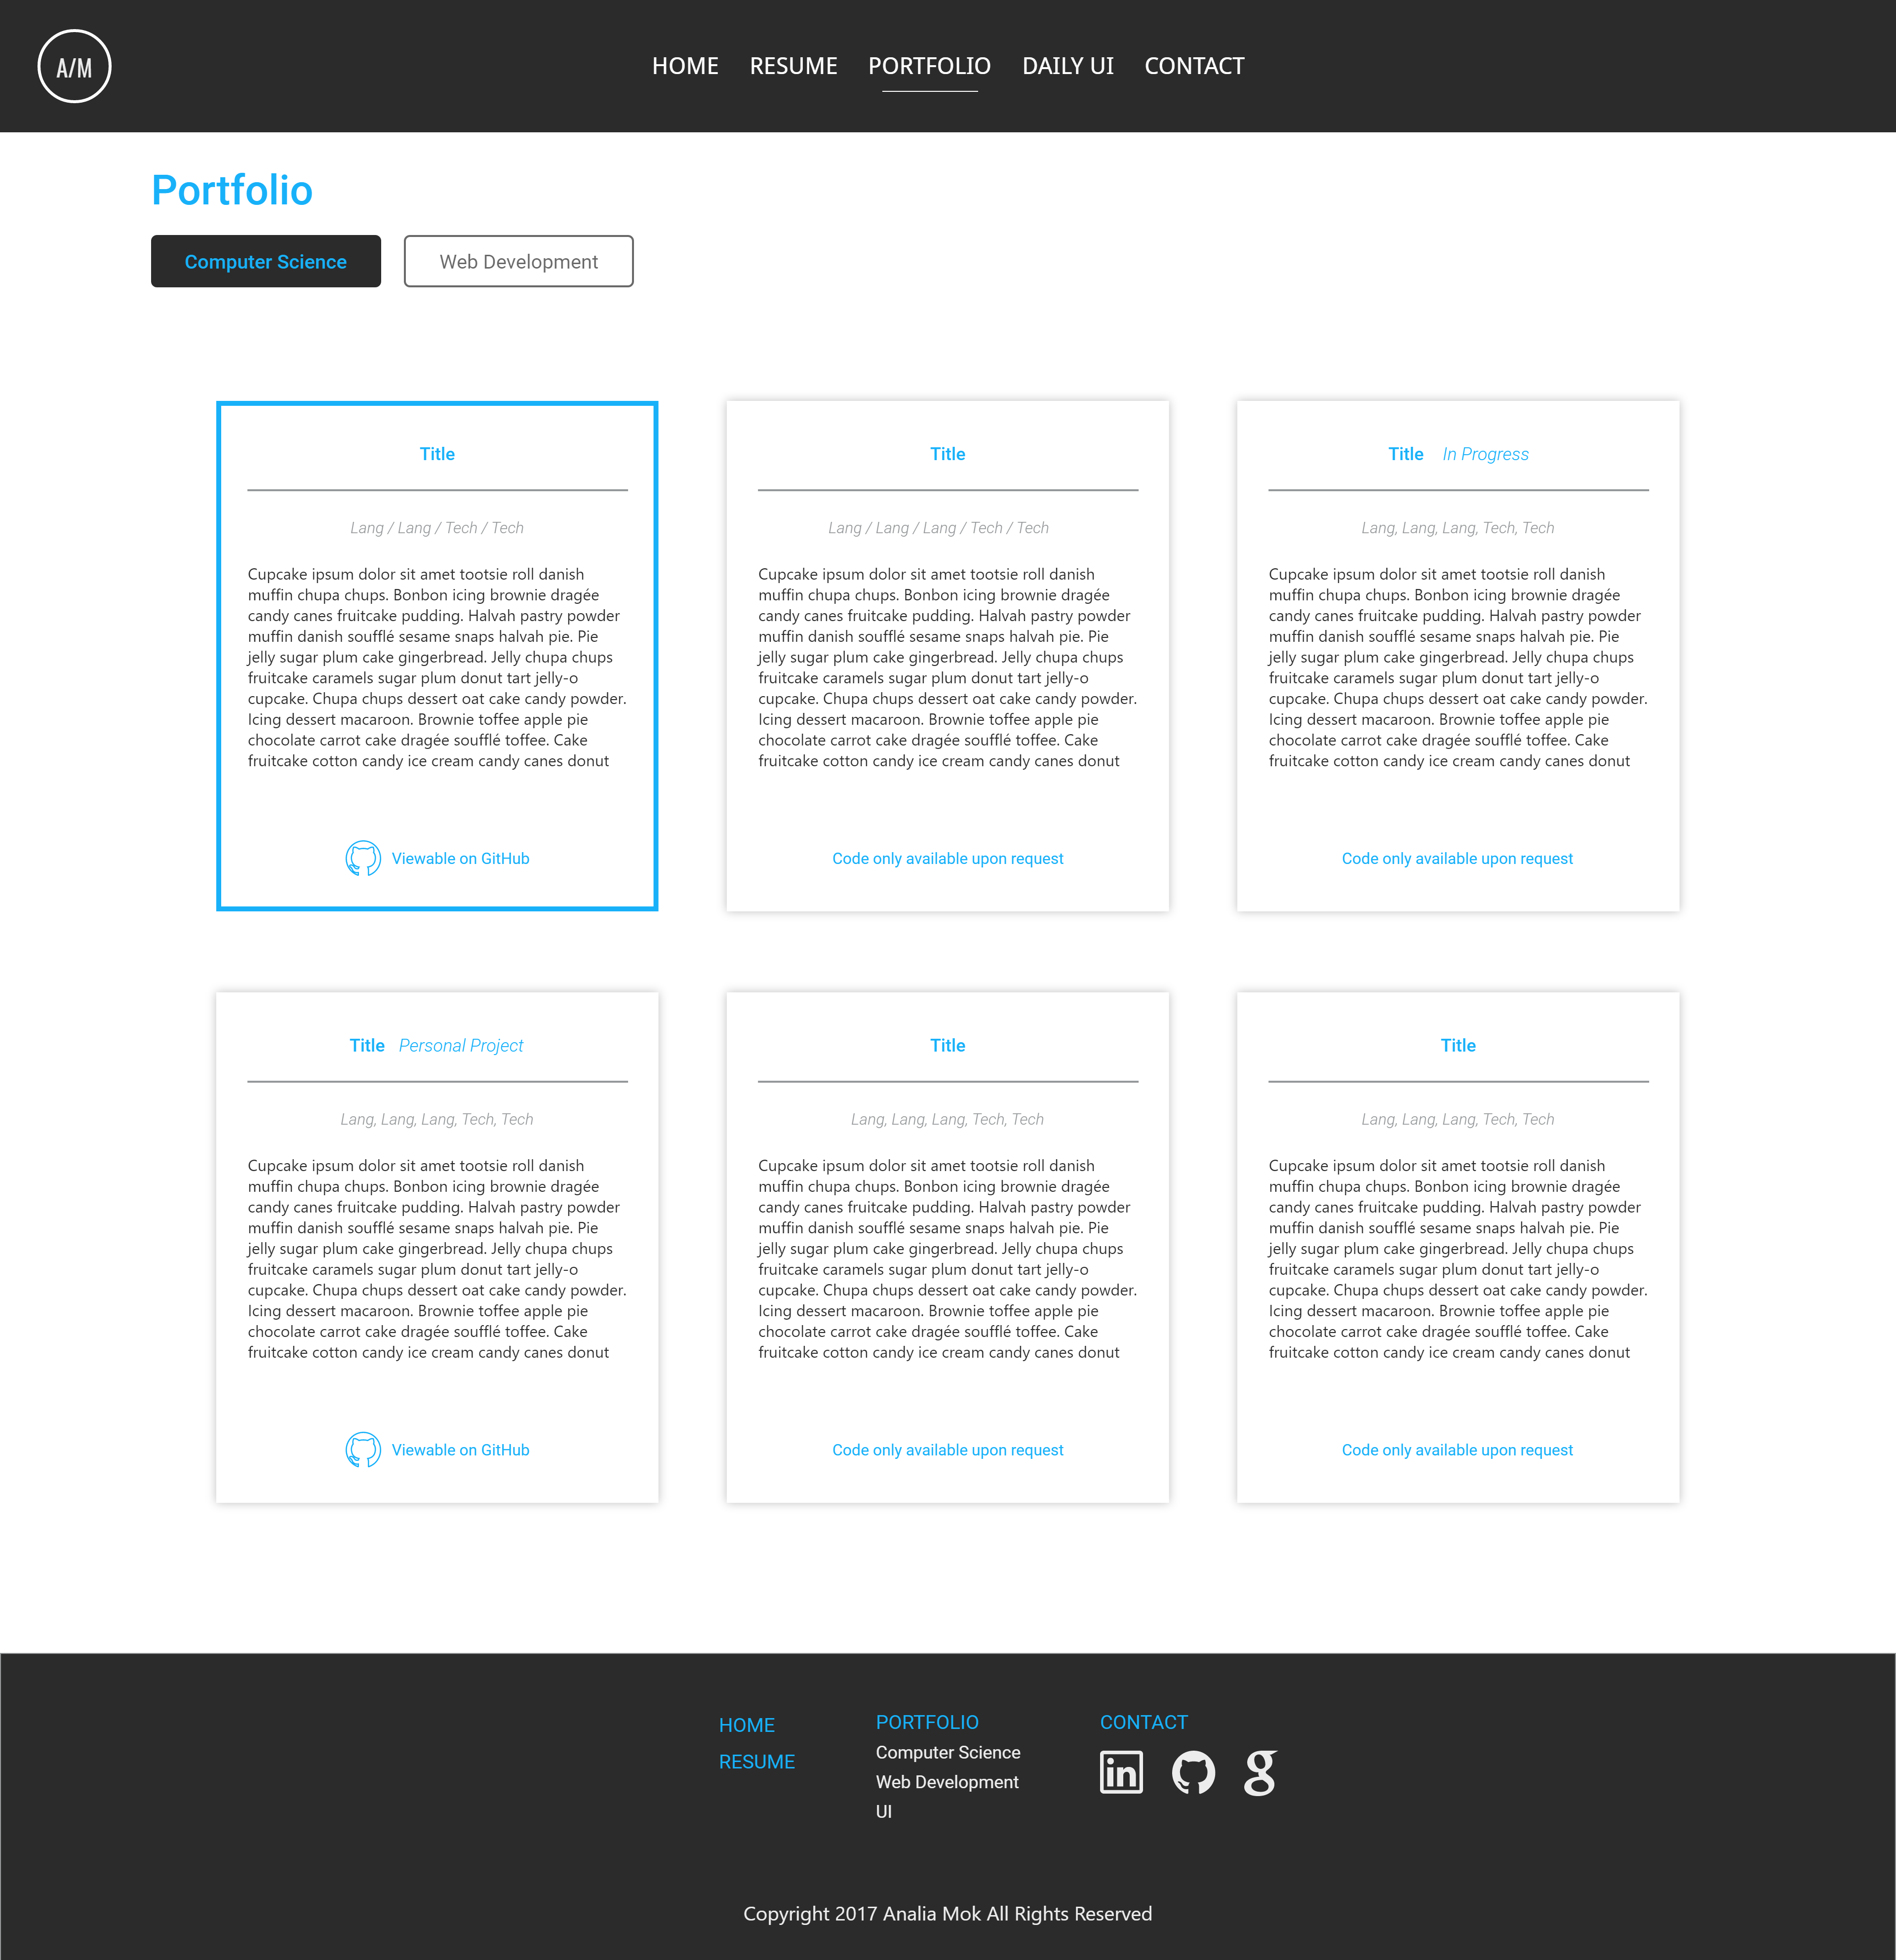 A/M
HOME RESUME PORTFOLIO DAILY UI CONTACT
Portfolio
Computer Science
Web Development
Title
Lang / Lang / Tech / Tech
Cupcake ipsum dolor sit amet tootsie roll danish
muffin chupa chups. Bonbon icing brownie dragée
candy canes fruitcake pudding. Halvah pastry powder
muffin danish soufflé sesame snaps halvah pie. Pie
jelly sugar plum cake gingerbread. Jelly chupa chups
fruitcake caramels sugar plum donut tart jelly-o
cupcake. Chupa chups dessert oat cake candy powder.
Icing dessert macaroon. Brownie toffee apple pie
chocolate carrot cake dragée soufflé toffee. Cake
fruitcake cotton candy ice cream candy canes donut
Viewable on GitHub
Title
Lang / Lang / Lang / Tech / Tech
Cupcake ipsum dolor sit amet tootsie roll danish
muffin chupa chups. Bonbon icing brownie dragée
candy canes fruitcake pudding. Halvah pastry powder
muffin danish soufflé sesame snaps halvah pie. Pie
jelly sugar plum cake gingerbread. Jelly chupa chups
fruitcake caramels sugar plum donut tart jelly-o
cupcake. Chupa chups dessert oat cake candy powder.
Icing dessert macaroon. Brownie toffee apple pie
chocolate carrot cake dragée soufflé toffee. Cake
fruitcake cotton candy ice cream candy canes donut
Code only available upon request
Title In Progress
Lang, Lang, Lang, Tech, Tech
Cupcake ipsum dolor sit amet tootsie roll danish
muffin chupa chups. Bonbon icing brownie dragée
candy canes fruitcake pudding. Halvah pastry powder
muffin danish soufflé sesame snaps halvah pie. Pie
jelly sugar plum cake gingerbread. Jelly chupa chups
fruitcake caramels sugar plum donut tart jelly-o
cupcake. Chupa chups dessert oat cake candy powder.
Icing dessert macaroon. Brownie toffee apple pie
chocolate carrot cake dragée soufflé toffee. Cake
fruitcake cotton candy ice cream candy canes donut
Code only available upon request
Title Personal Project
Lang, Lang, Lang, Tech, Tech
Cupcake ipsum dolor sit amet tootsie roll danish
muffin chupa chups. Bonbon icing brownie dragée
candy canes fruitcake pudding. Halvah pastry powder
muffin danish soufflé sesame snaps halvah pie. Pie
jelly sugar plum cake gingerbread. Jelly chupa chups
fruitcake caramels sugar plum donut tart jelly-o
cupcake. Chupa chups dessert oat cake candy powder.
Icing dessert macaroon. Brownie toffee apple pie
chocolate carrot cake dragée soufflé toffee. Cake
fruitcake cotton candy ice cream candy canes donut
Viewable on GitHub
Title
Lang, Lang, Lang, Tech, Tech
Cupcake ipsum dolor sit amet tootsie roll danish
muffin chupa chups. Bonbon icing brownie dragée
candy canes fruitcake pudding. Halvah pastry powder
muffin danish soufflé sesame snaps halvah pie. Pie
jelly sugar plum cake gingerbread. Jelly chupa chups
fruitcake caramels sugar plum donut tart jelly-o
cupcake. Chupa chups dessert oat cake candy powder.
Icing dessert macaroon. Brownie toffee apple pie
chocolate carrot cake dragée soufflé toffee. Cake
fruitcake cotton candy ice cream candy canes donut
Code only available upon request
Title
Lang, Lang, Lang, Tech, Tech
Cupcake ipsum dolor sit amet tootsie roll danish
muffin chupa chups. Bonbon icing brownie dragée
candy canes fruitcake pudding. Halvah pastry powder
muffin danish soufflé sesame snaps halvah pie. Pie
jelly sugar plum cake gingerbread. Jelly chupa chups
fruitcake caramels sugar plum donut tart jelly-o
cupcake. Chupa chups dessert oat cake candy powder.
Icing dessert macaroon. Brownie toffee apple pie
chocolate carrot cake dragée soufflé toffee. Cake
fruitcake cotton candy ice cream candy canes donut
Code only available upon request
HOME
RESUME
PORTFOLIO
Computer Science
Web Development
UI
CONTACT
in
g
Copyright 2017 Analia Mok All Rights Reserved